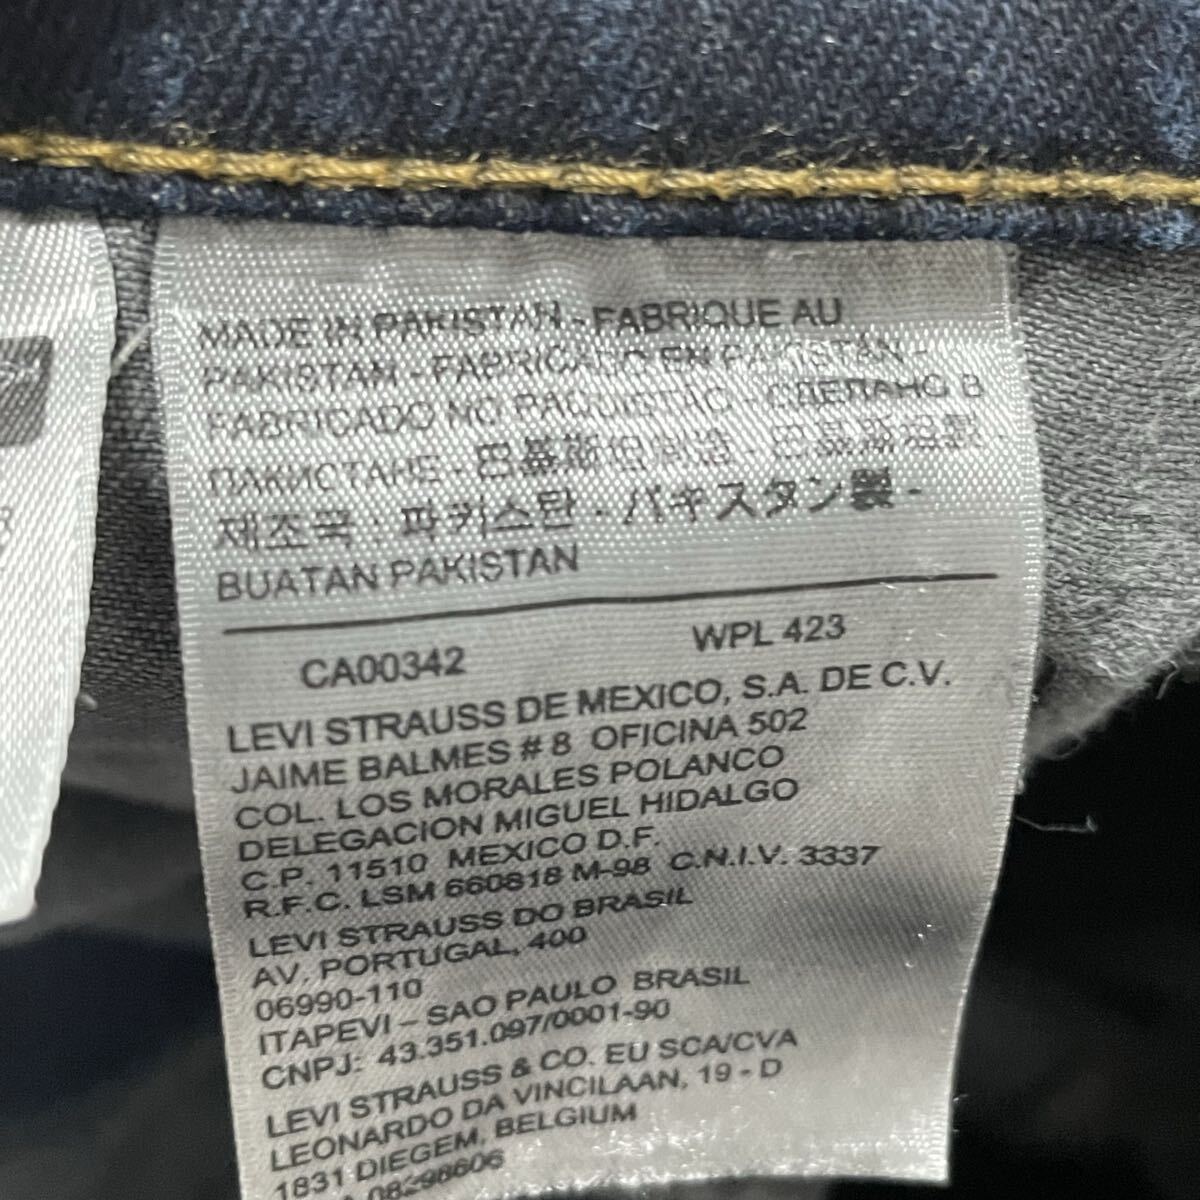 MADE IN PAKISTAN - FABRIQUE AU
PAKISTAN - FABRICADO EN PAKISTAN -
FABRICADO NO PAQUISTAO - СДЕЛАНО В
ПАКИСТАНЕ - 巴基斯坦制造 - 巴基斯坦製 -
제조국 : 파키스탄 - パキスタン製 -
BUATAN PAKISTAN
CA00342 WPL 423
LEVI STRAUSS DE MEXICO, S.A. DE C.V.
JAIME BALMES # 8 OFICINA 502
COL. LOS MORALES POLANCO
DELEGACION MIGUEL HIDALGO
C.P. 11510 MEXICO D.F.
R.F.C. LSM 660818 M-98 C.N.I.V. 3337
LEVI STRAUSS DO BRASIL
AV. PORTUGAL, 400
06990-110
ITAPEVI – SAO PAULO BRASIL
CNPJ: 43.351.097/0001-90
LEVI STRAUSS & CO. EU SCA/CVA
LEONARDO DA VINCILAAN, 19 - D
1831 DIEGEM, BELGIUM
08298606